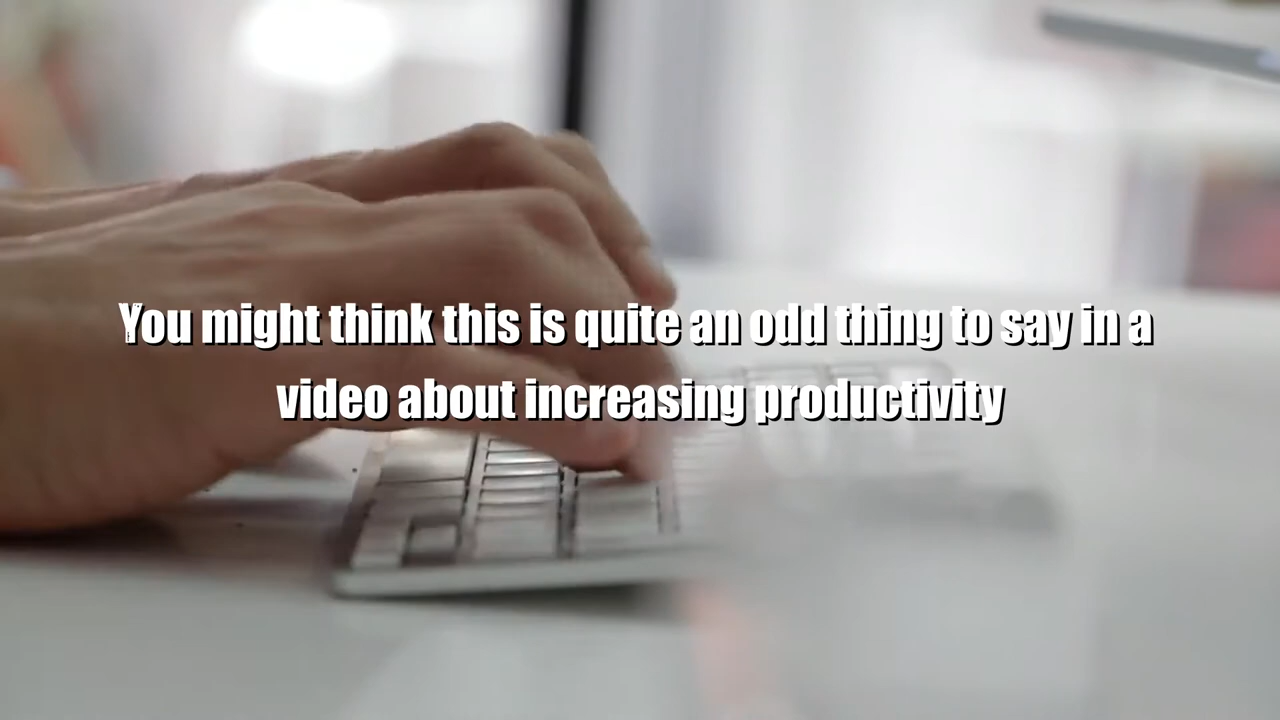 You might think this is quite an odd thing to say in a
video about increasing productivity